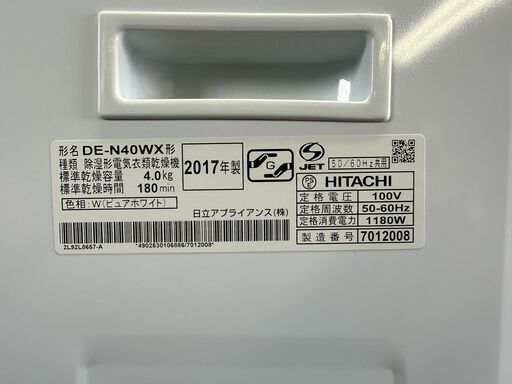 形名 DE-N40WX形
種類 除湿形電気衣類乾燥機
標準乾燥容量 4.0kg
標準乾燥時間 180min
色相:W(ピュアホワイト)
2017年製
G
JET
50/60Hz共用
PSE
HITACHI
定格電圧 100V
定格周波数 50-60Hz
定格消費電力 1180W
製造番号 7012008
日立アプライアンス(株)
2L92L8657-A
*4902530106886/7012008*